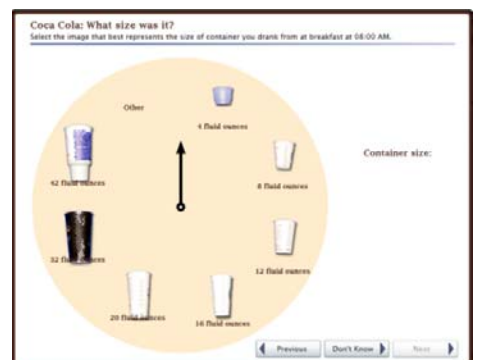 Coca Cola: What size was it?
Select the image that best represents the size of container you drank from at breakfast at 08:00 AM.
Other
4 fluid ounces
Container size:
42 fluid ounces
8 fluid ounces
32 fluid ounces
12 fluid ounces
20 fluid ounces
16 fluid ounces
Previous
Don't Know
Next